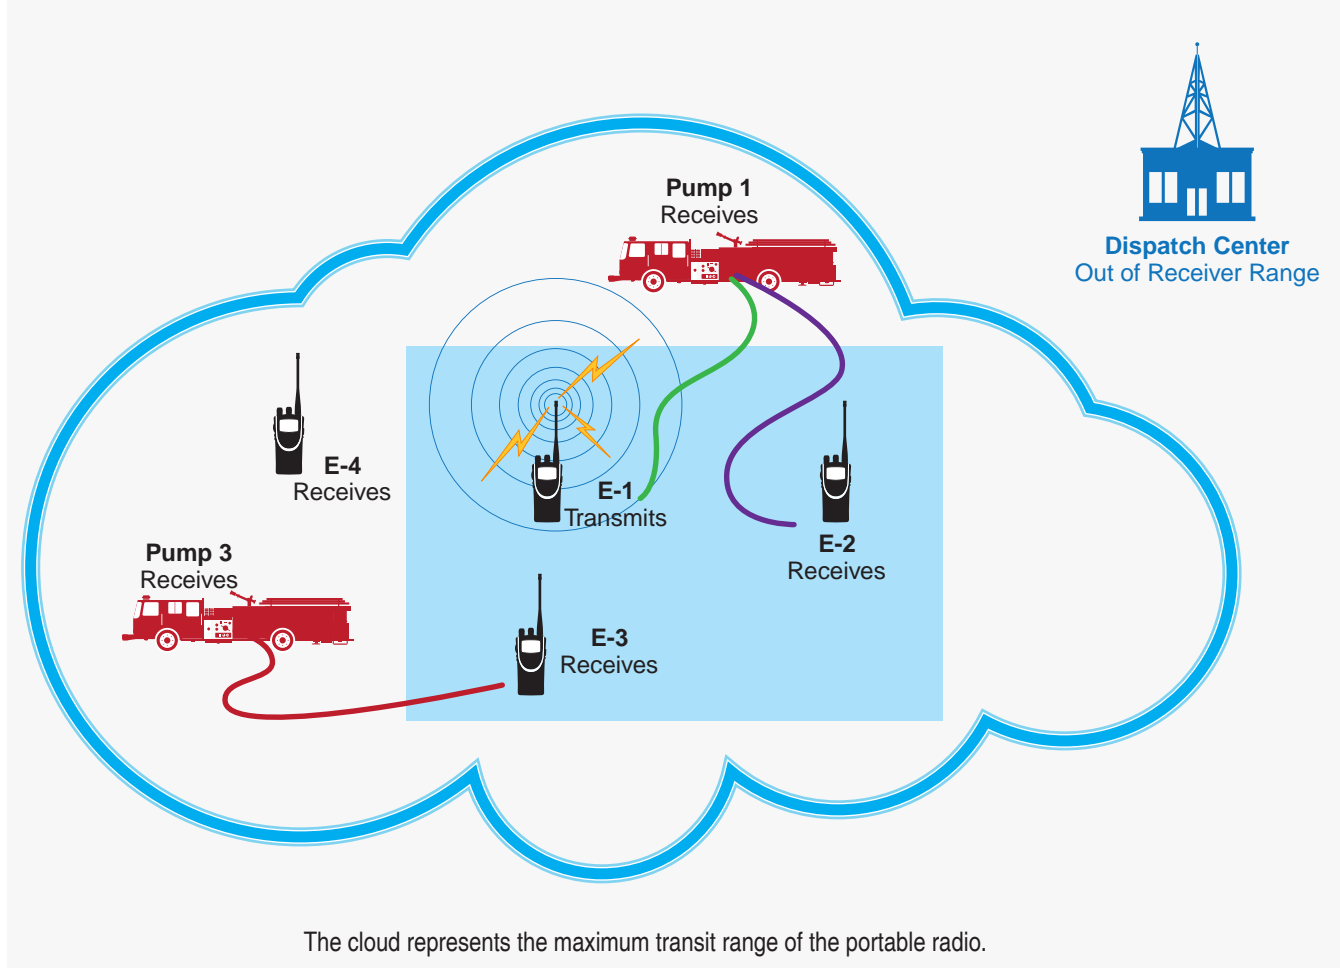 Pump 1
Receives
Dispatch Center
Out of Receiver Range
E-4
Receives
E-1
Transmits
E-2
Receives
Pump 3
Receives
E-3
Receives
The cloud represents the maximum transit range of the portable radio.